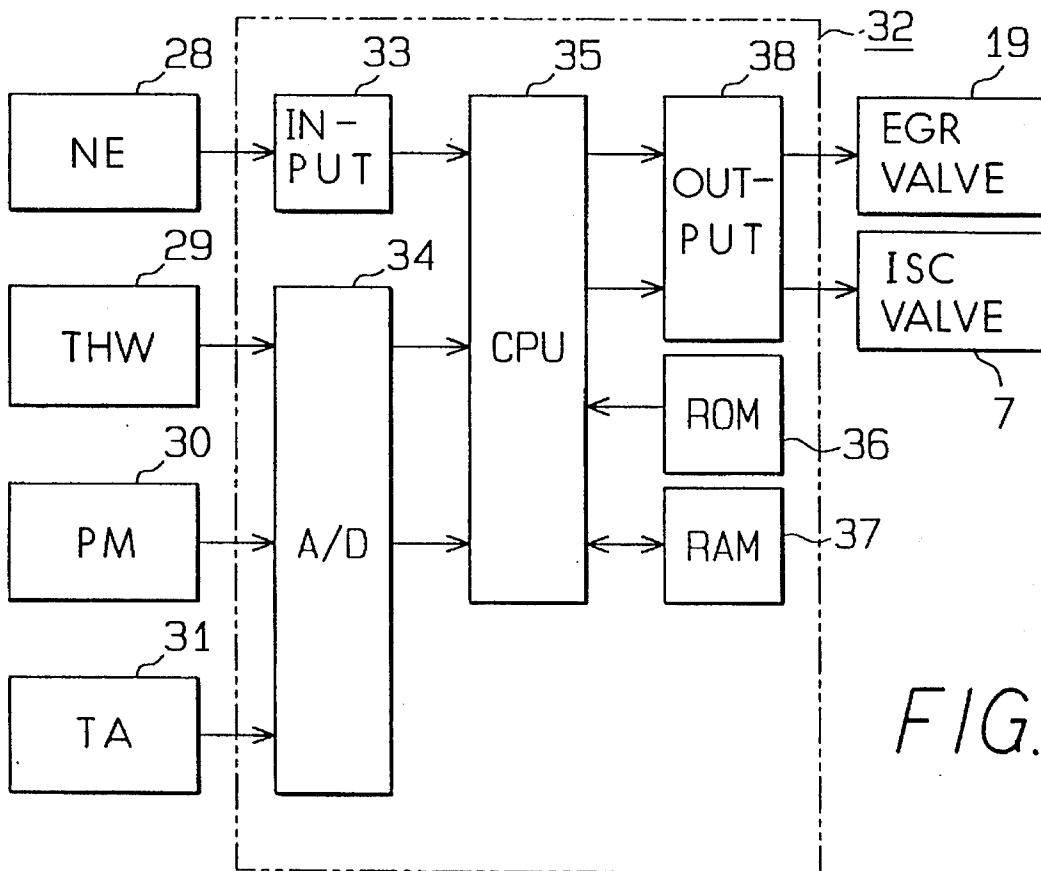 28
33
35
38
32
19
NE
IN-
PUT
OUT-
PUT
EGR
VALVE
29
34
ISC
VALVE
THW
CPU
7
ROM
36
30
PM
A/D
RAM
37
31
TA
FIG.